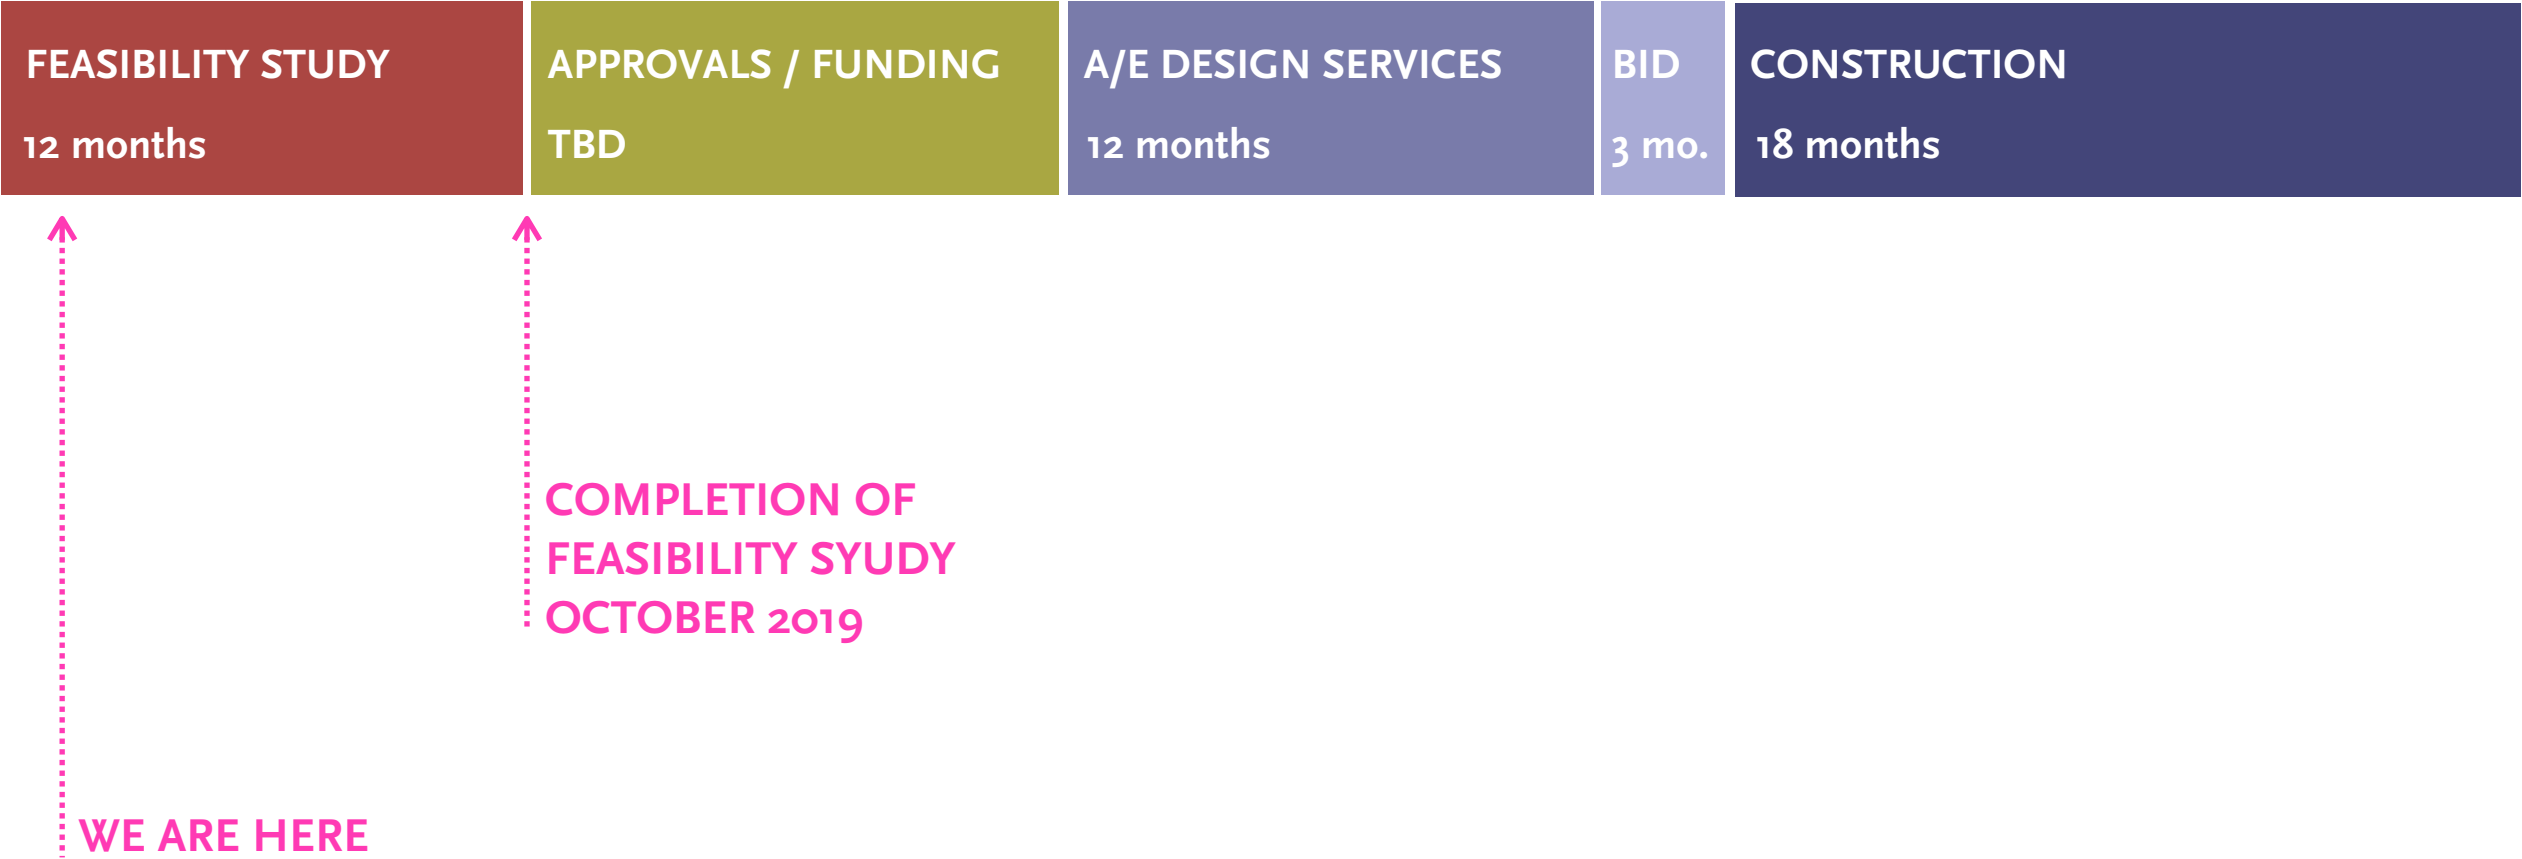 FEASIBILITY STUDY
12 months
APPROVALS / FUNDING
TBD
A/E DESIGN SERVICES
12 months
BID
3 mo.
CONSTRUCTION
18 months
COMPLETION OF
FEASIBILITY SYUDY
OCTOBER 2019
WE ARE HERE